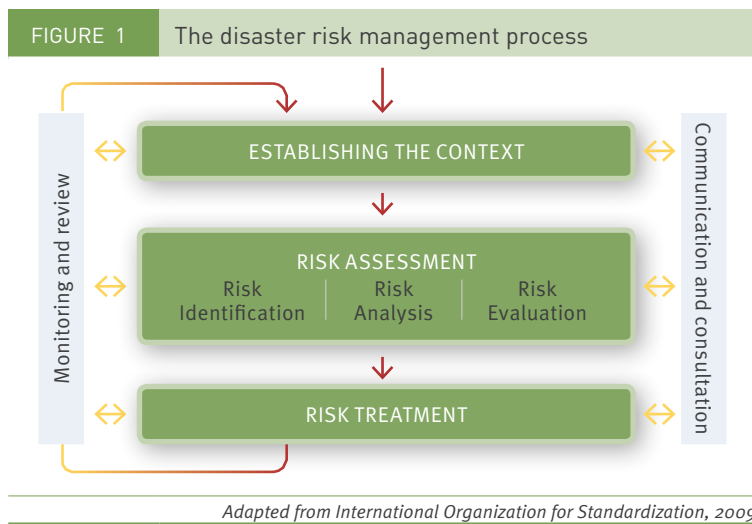 FIGURE 1
The disaster risk management process
Monitoring and review
ESTABLISHING THE CONTEXT
RISK ASSESSMENT
Risk
Identification
Risk
Analysis
Risk
Evaluation
RISK TREATMENT
Communication and consultation
Adapted from International Organization for Standardization, 2009